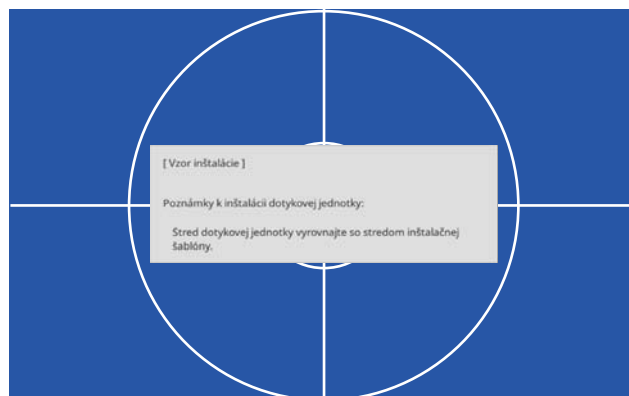 [ Vzor inštalácie ]
Poznámky k inštalácii dotykovej jednotky:
Stred dotykovej jednotky vyrovnajte so stredom inštalačnej
šablóny.